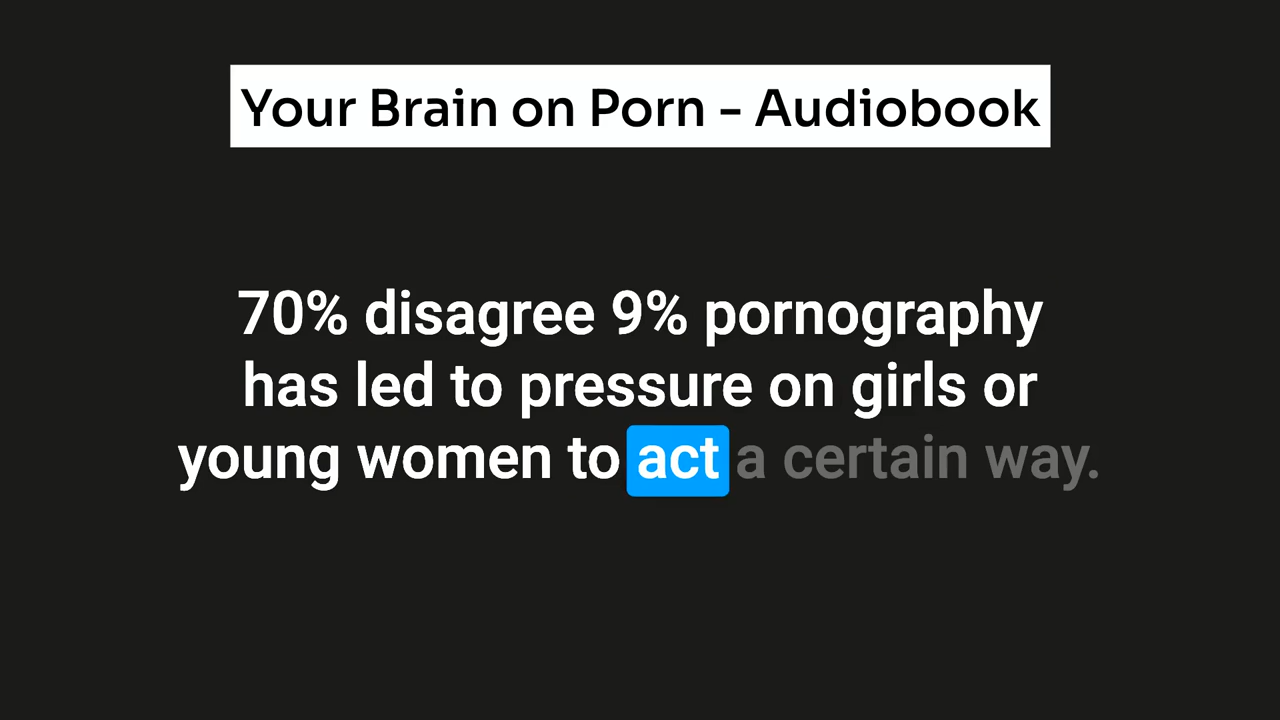 Your Brain on Porn - Audiobook
70% disagree 9% pornography
has led to pressure on girls or
young women to act a certain way.